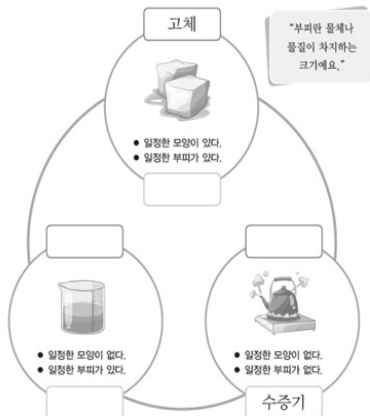 고체
"부피란 물체나
물질이 차지하는
크기예요."
● 일정한 모양이 있다.
● 일정한 부피가 있다.
● 일정한 모양이 없다.
● 일정한 부피가 있다.
● 일정한 모양이 없다.
● 일정한 부피가 없다.
수증기